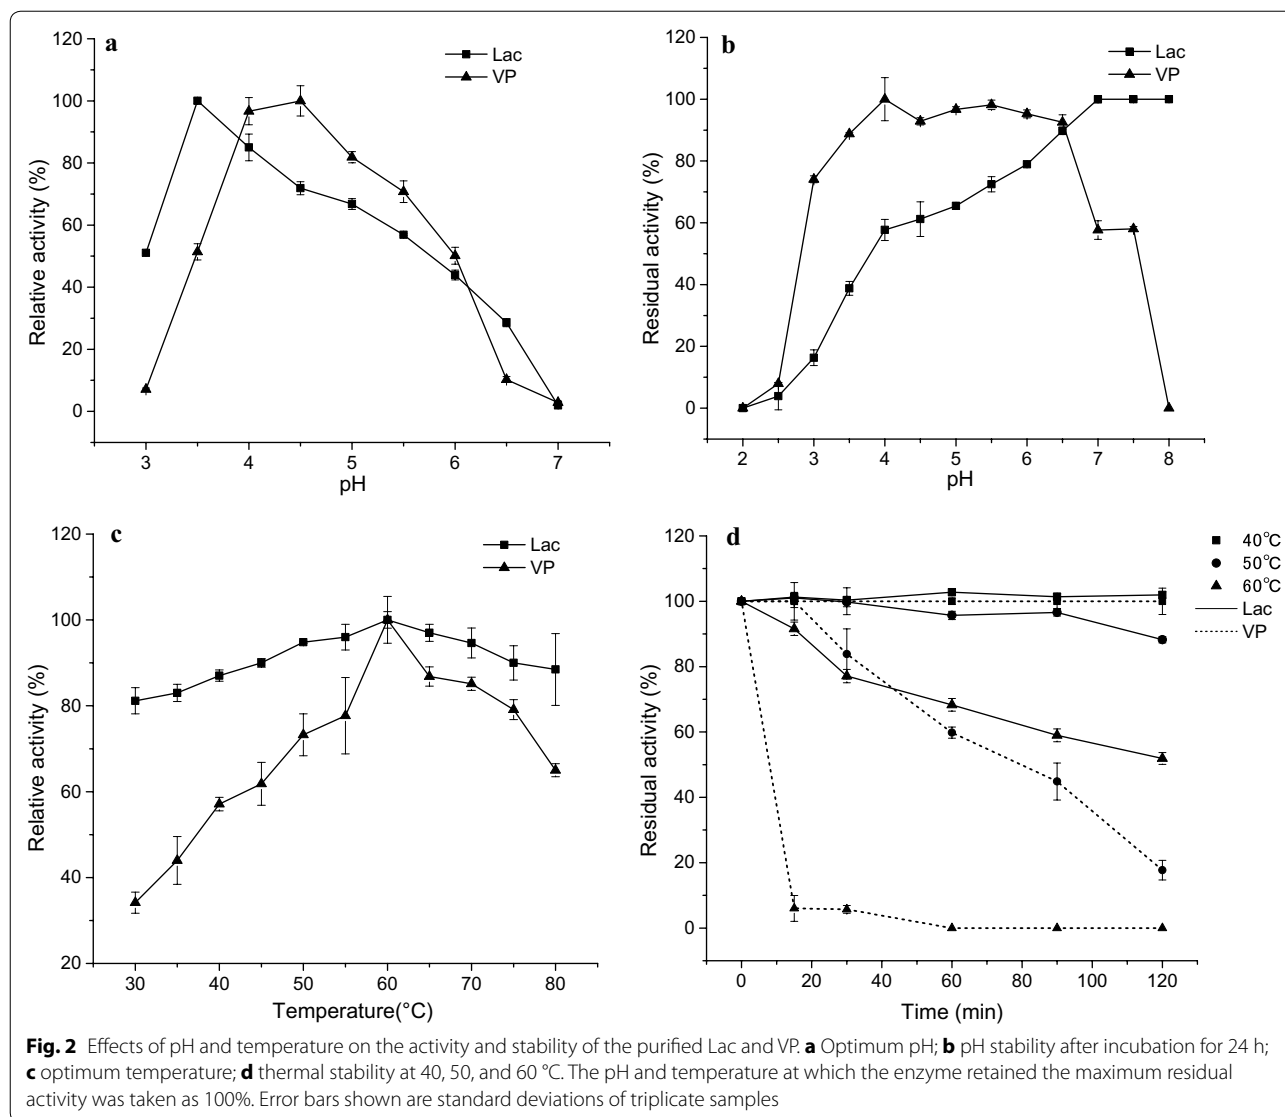 a
120
100
80
60
40
20
0
Relative activity (%)
Lac
VP
3 4 5 6 7
pH
b
120
100
80
60
40
20
0
Residual activity (%)
Lac
VP
2 3 4 5 6 7 8
pH
c
120
100
80
60
40
20
Relative activity (%)
Lac
VP
30 40 50 60 70 80
Temperature(°C)
d
120
100
80
60
40
20
0
Residual activity (%)
40°C
50°C
60°C
Lac
VP
0 20 40 60 80 100 120
Time (min)
Fig. 2 Effects of pH and temperature on the activity and stability of the purified Lac and VP. a Optimum pH; b pH stability after incubation for 24 h;
c optimum temperature; d thermal stability at 40, 50, and 60 °C. The pH and temperature at which the enzyme retained the maximum residual
activity was taken as 100%. Error bars shown are standard deviations of triplicate samples